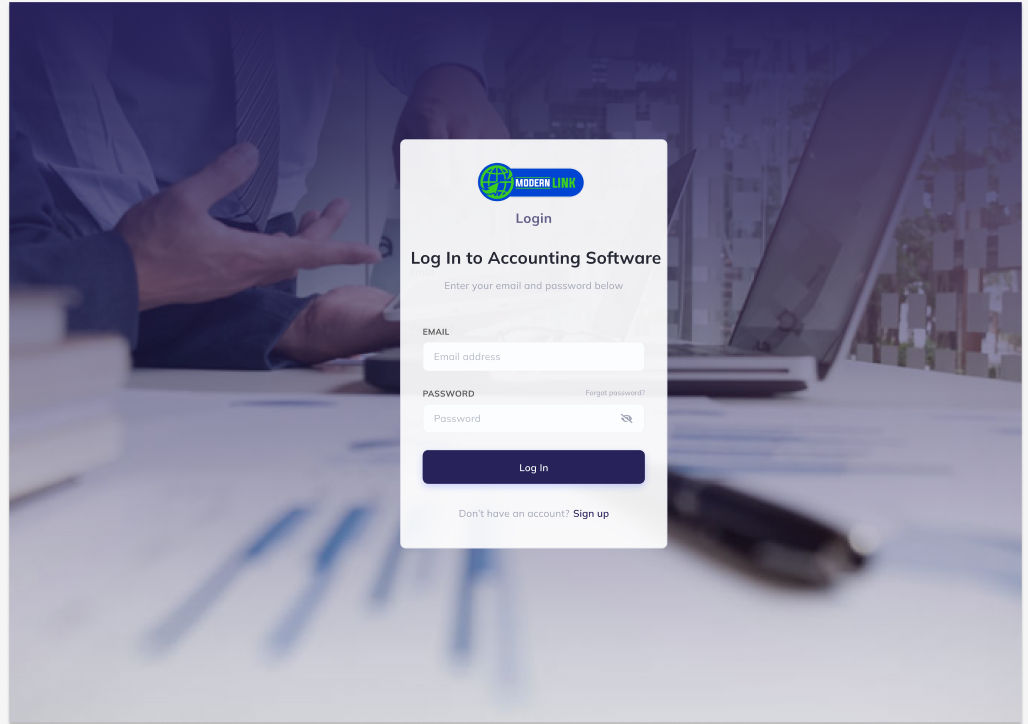 MODERN LINK
Login
Log In to Accounting Software
Enter your email and password below
EMAIL
Email address
PASSWORD
Forgot password?
Password
Log In
Don't have an account? Sign up